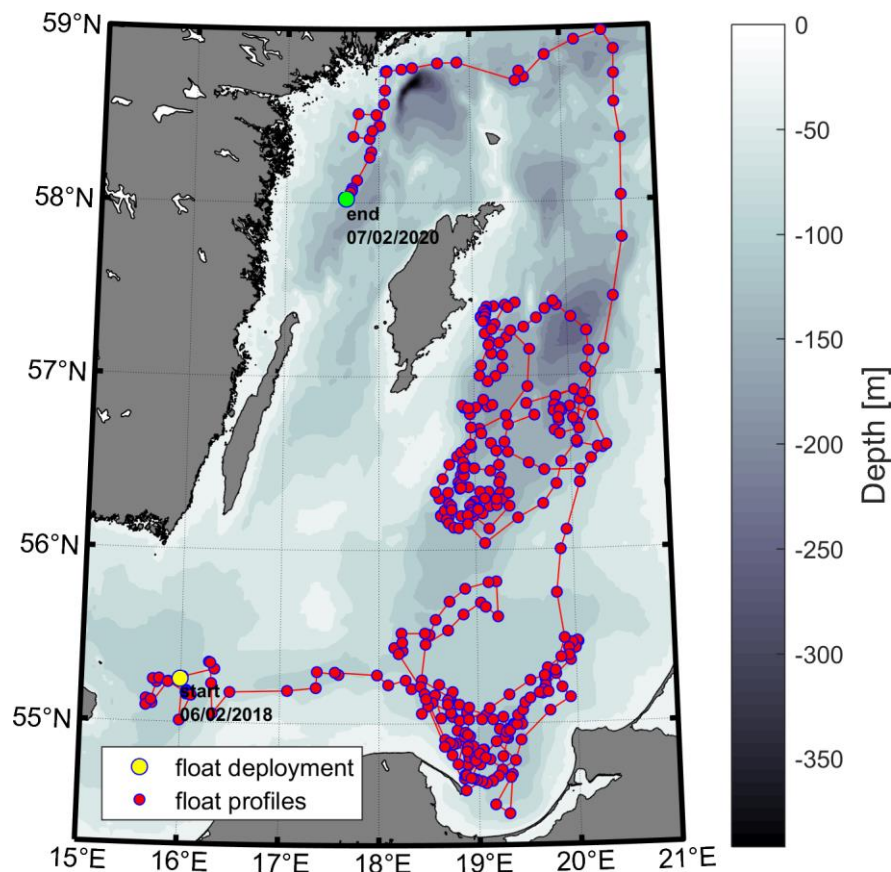 59°N
58°N
57°N
56°N
55°N
end
07/02/2020
start
06/02/2018
float deployment
float profiles
15°E
16°E
17°E
18°E
19°E
20°E
21°E
0
-50
-100
-150
-200
-250
-300
-350
Depth [m]